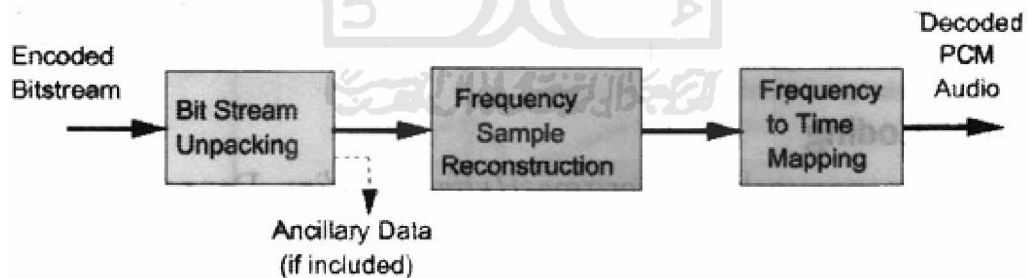 Encoded
Bitstream
Bit Stream
Unpacking
Ancillary Data
(if included)
Frequency
Sample
Reconstruction
Frequency
to Time
Mapping
Decoded
PCM
Audio